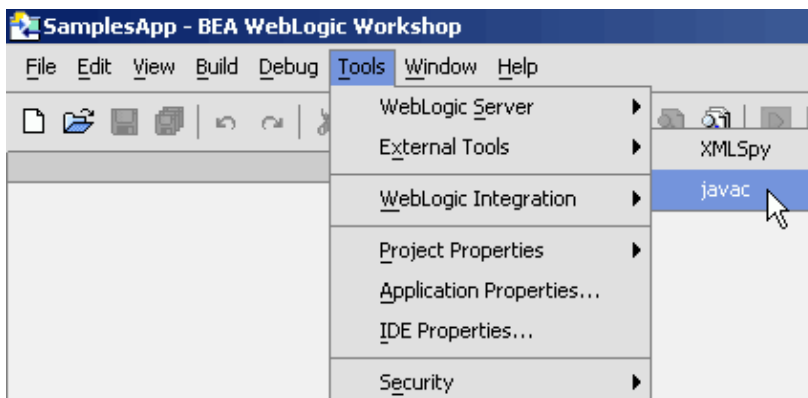 SamplesApp - BEA WebLogic Workshop
File Edit View Build Debug Tools Window Help
WebLogic Server
External Tools
XMLSpy
javac
WebLogic Integration
Project Properties
Application Properties...
IDE Properties...
Security